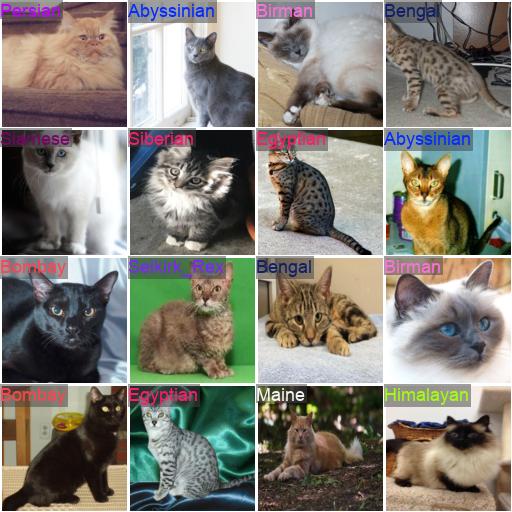 Persian
Abyssinian
Birman
Bengal
Siamese
Siberian
Egyptian
Abyssinian
Bombay
Selkirk_Rex
Bengal
Birman
Bombay
Egyptian
Maine
Himalayan